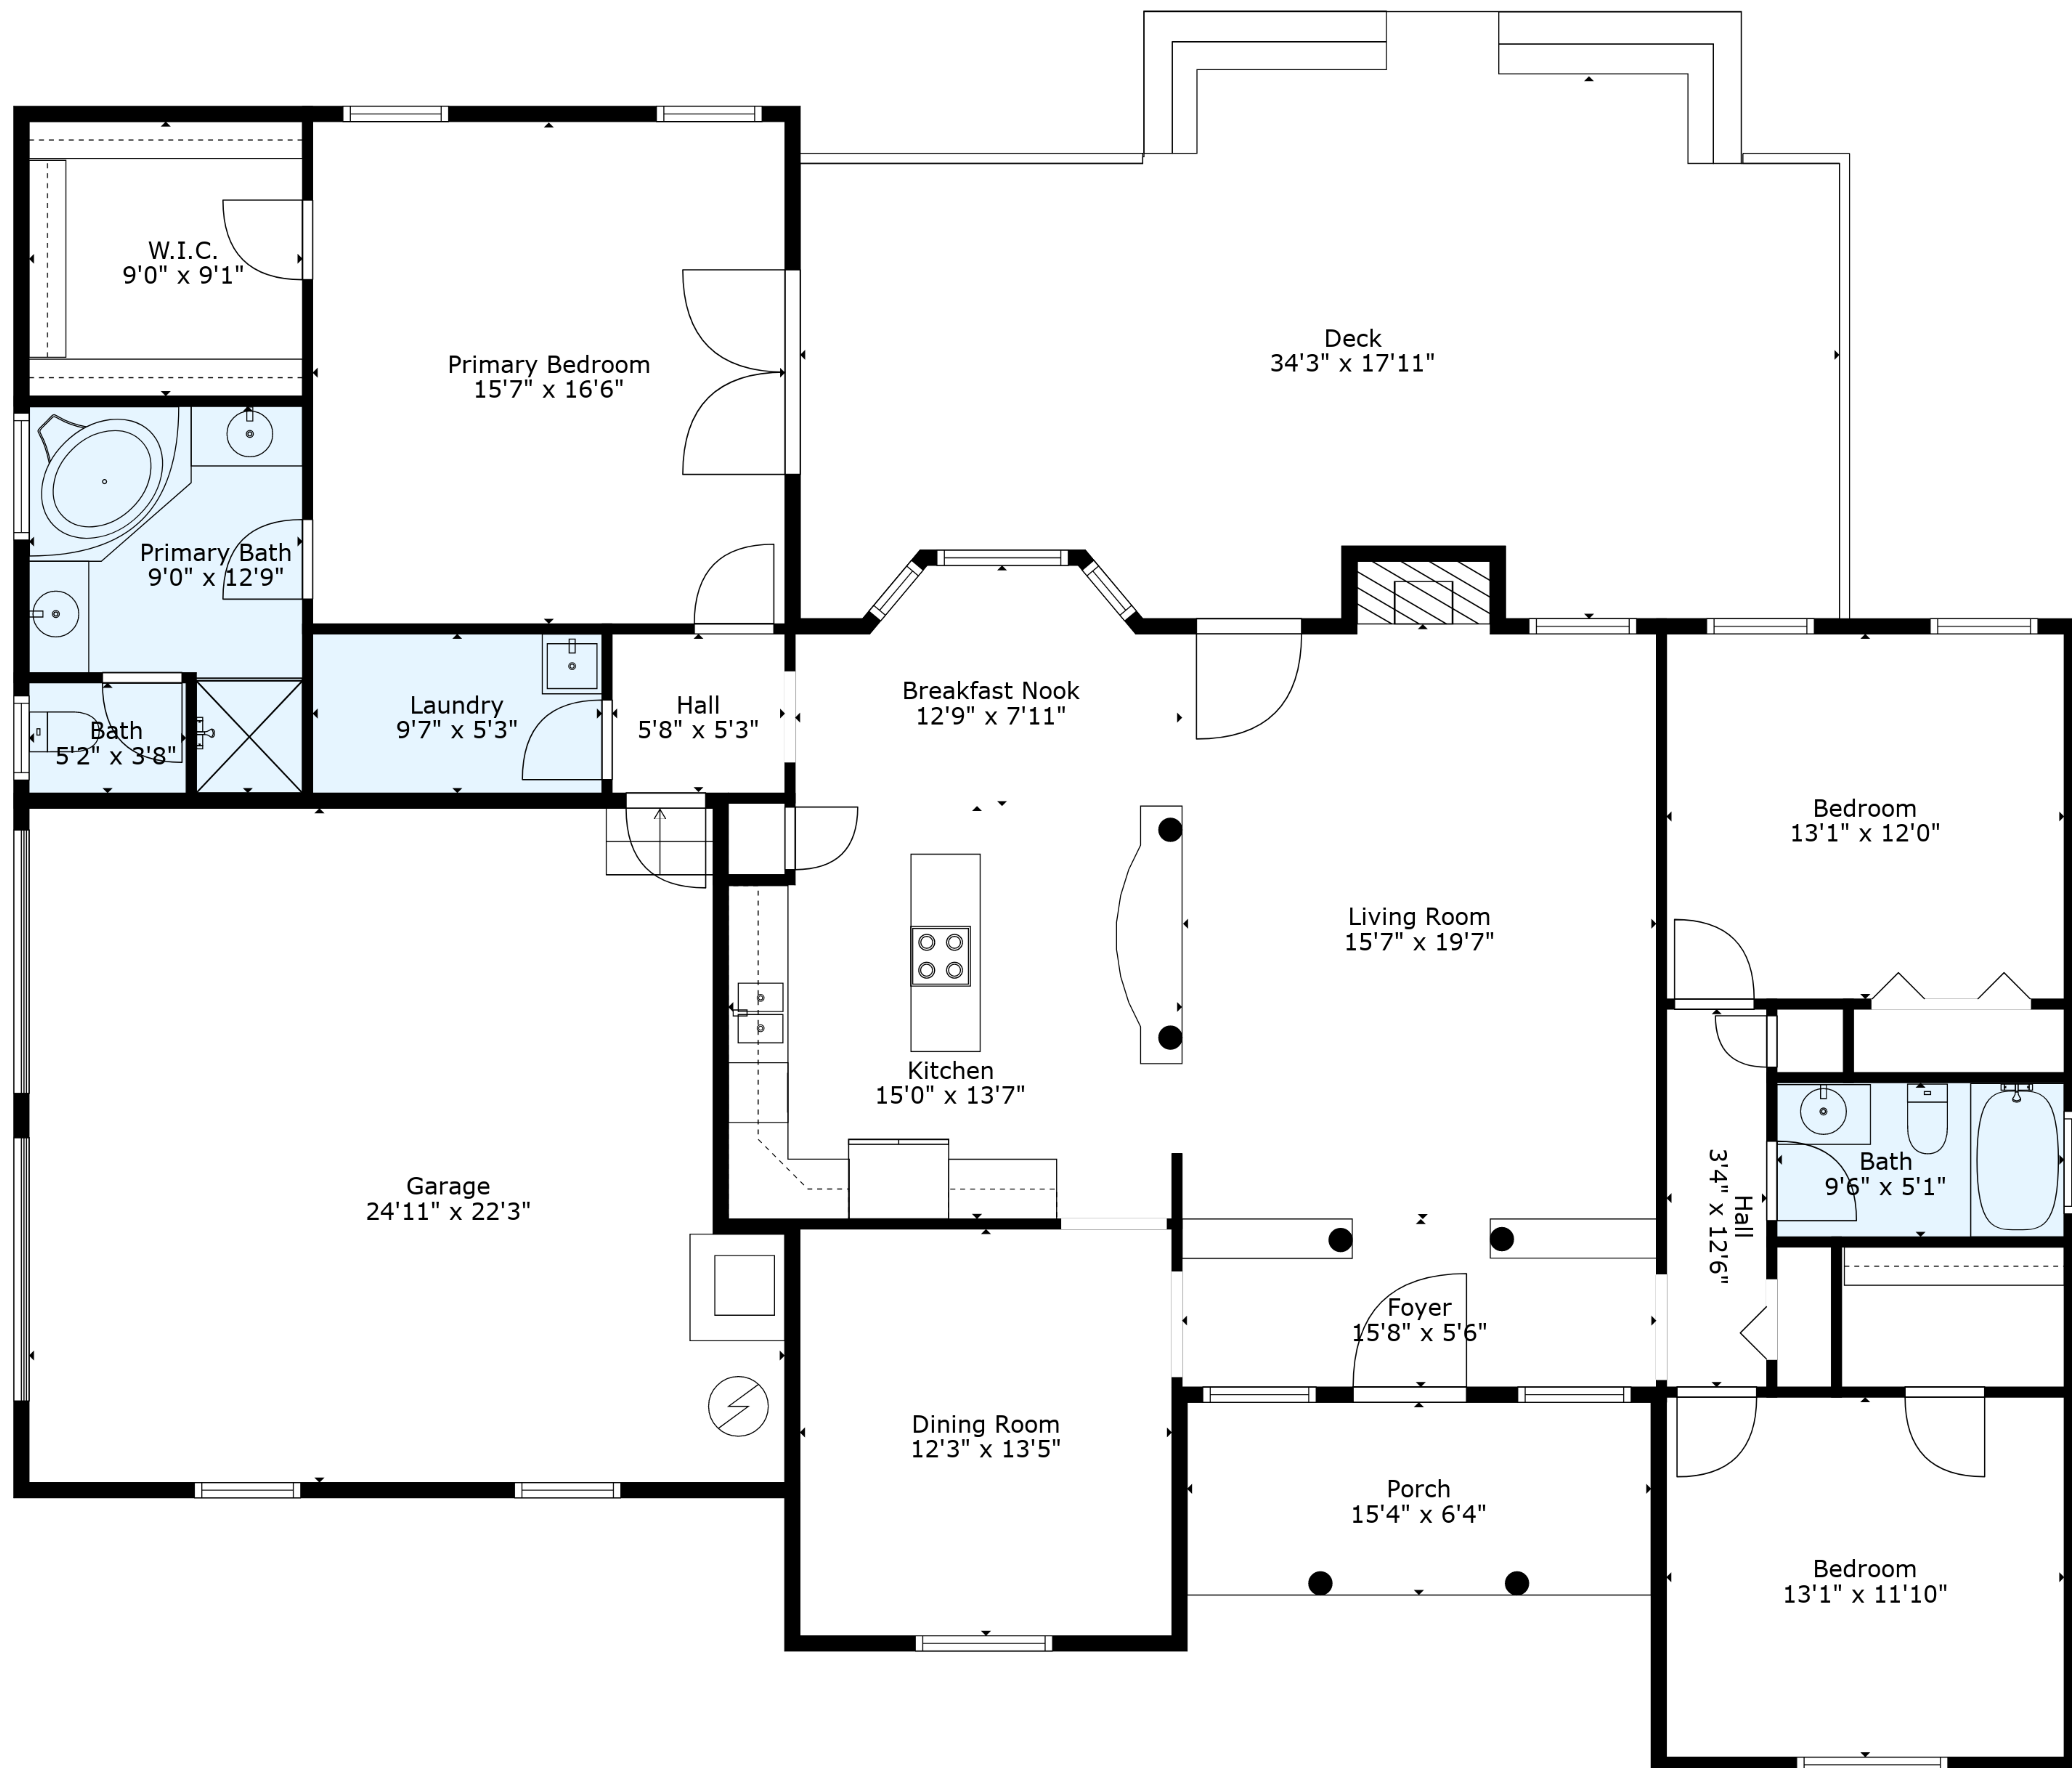 W.I.C.
9'0" x 9'1"
Primary Bedroom
15'7" x 16'6"
Deck
34'3" x 17'11"
Primary Bath
9'0" x 12'9"
Bath
5'2" x 3'8"
Laundry
9'7" x 5'3"
Hall
5'8" x 5'3"
Breakfast Nook
12'9" x 7'11"
Bedroom
13'1" x 12'0"
Living Room
15'7" x 19'7"
Kitchen
15'0" x 13'7"
Garage
24'11" x 22'3"
Hall
3'4" x 12'6"
Bath
9'6" x 5'1"
Foyer
15'8" x 5'6"
Dining Room
12'3" x 13'5"
Porch
15'4" x 6'4"
Bedroom
13'1" x 11'10"